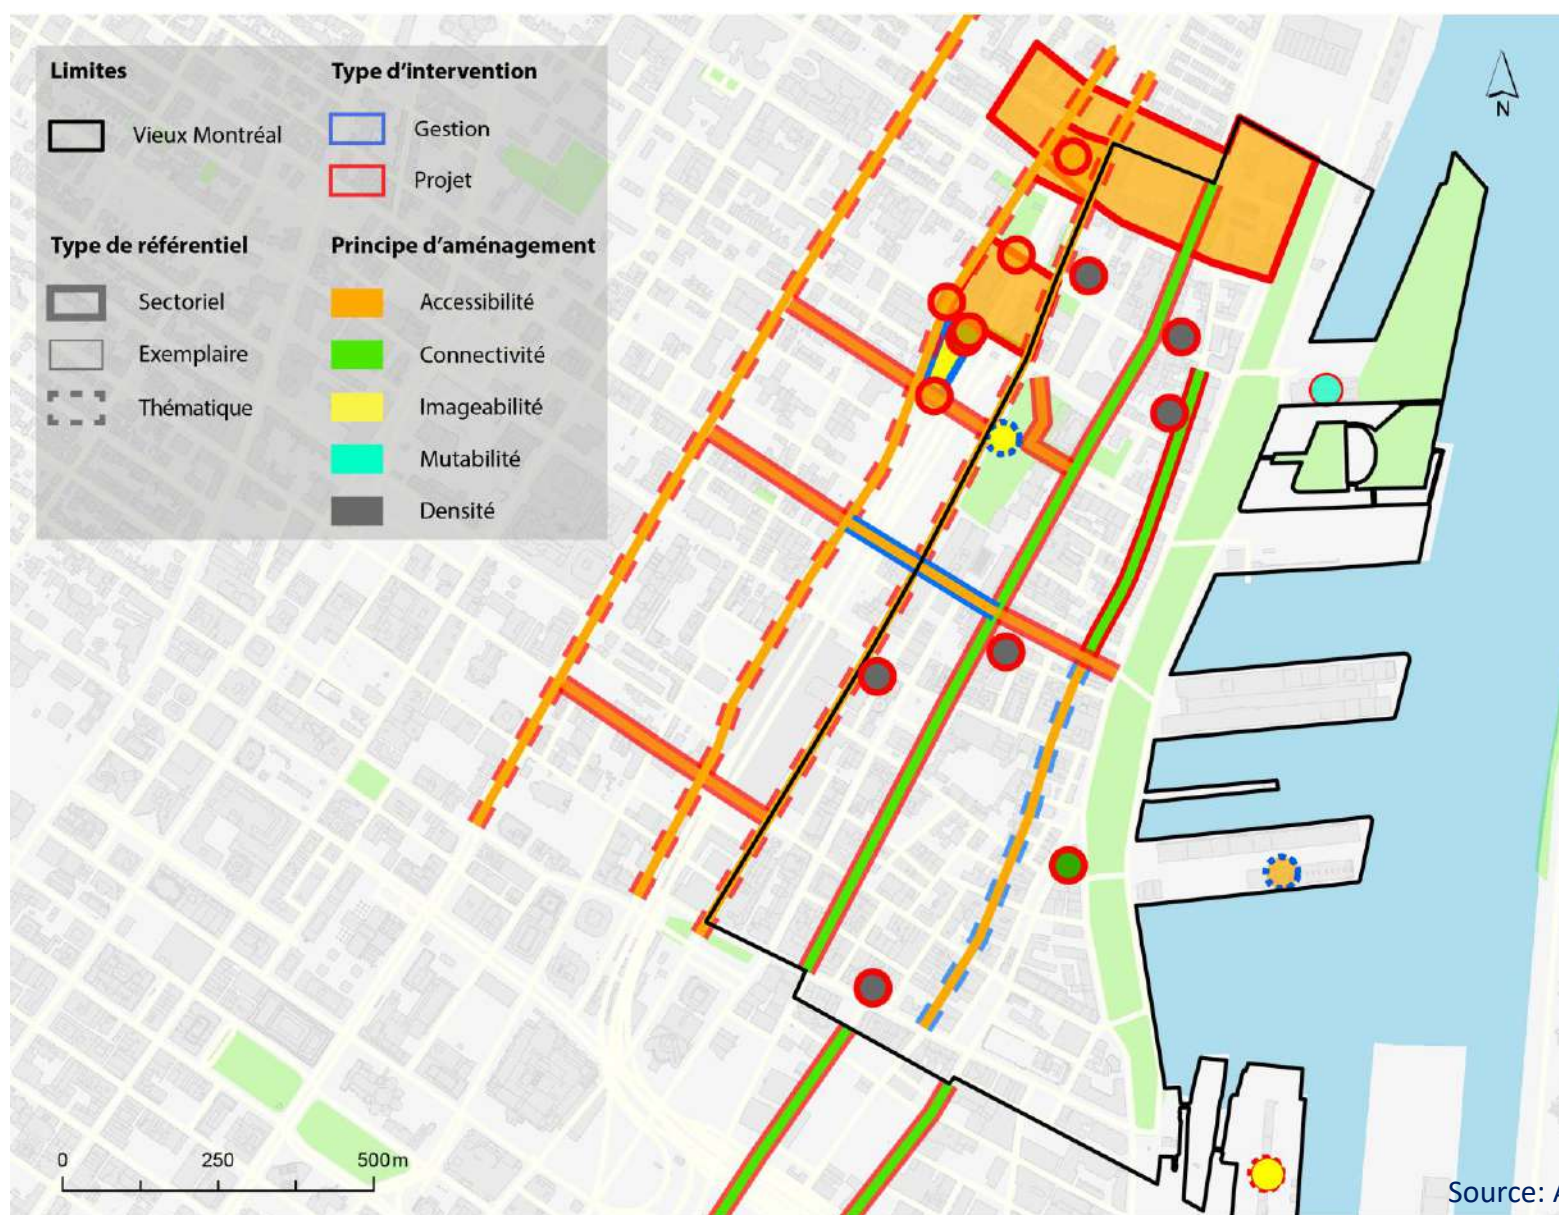 Limites
Vieux Montréal
Type d'intervention
Gestion
Projet
Type de référentiel
Sectoriel
Exemplaire
Thématique
Principe d'aménagement
Accessibilité
Connectivité
Imageabilité
Mutabilité
Densité
N
0 250 500m
Source: